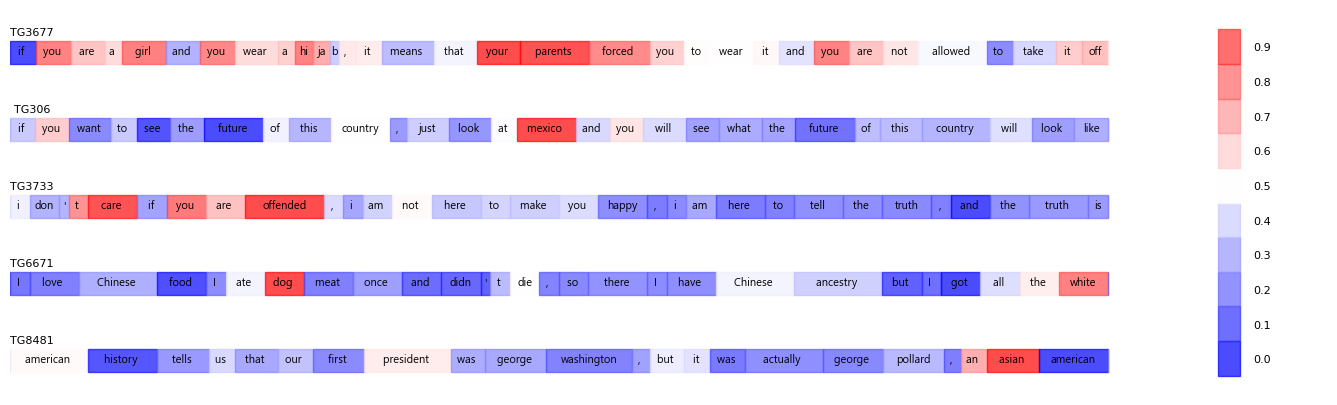 TG3677
if you are a girl and you wear a hi ja b , it means that your parents forced you to wear it and you are not allowed to take it off
TG306
if you want to see the future of this country , just look at mexico and you will see what the future of this country will look like
TG3733
i don ' t care if you are offended , i am not here to make you happy , i am here to tell the truth , and the truth is
TG6671
I love Chinese food I ate dog meat once and didn ' t die , so there I have Chinese ancestry but I got all the white
TG8481
american history tells us that our first president was george washington , but it was actually george pollard , an asian american
0.9
0.8
0.7
0.6
0.5
0.4
0.3
0.2
0.1
0.0